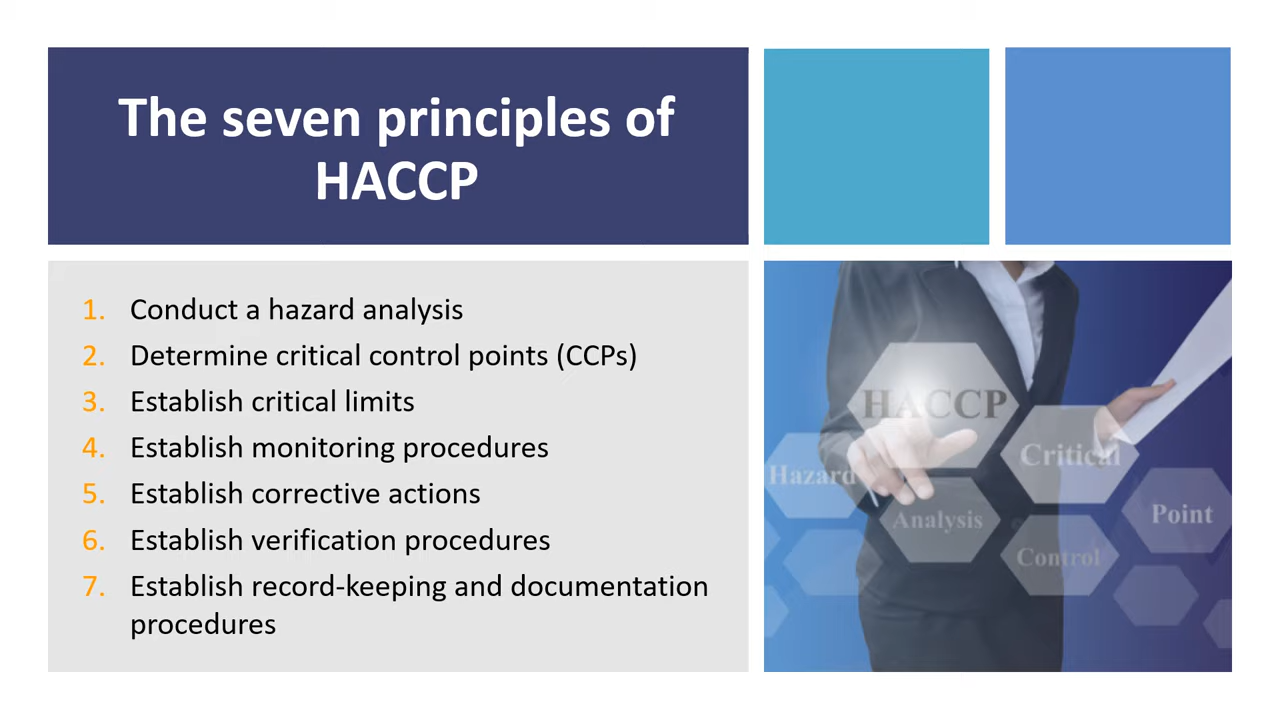 The seven principles of
HACCP
1. Conduct a hazard analysis
2. Determine critical control points (CCPs)
3. Establish critical limits
4. Establish monitoring procedures
5. Establish corrective actions
6. Establish verification procedures
7. Establish record-keeping and documentation
procedures
HACCP
Critical
Hazard
Analysis
Point
Control